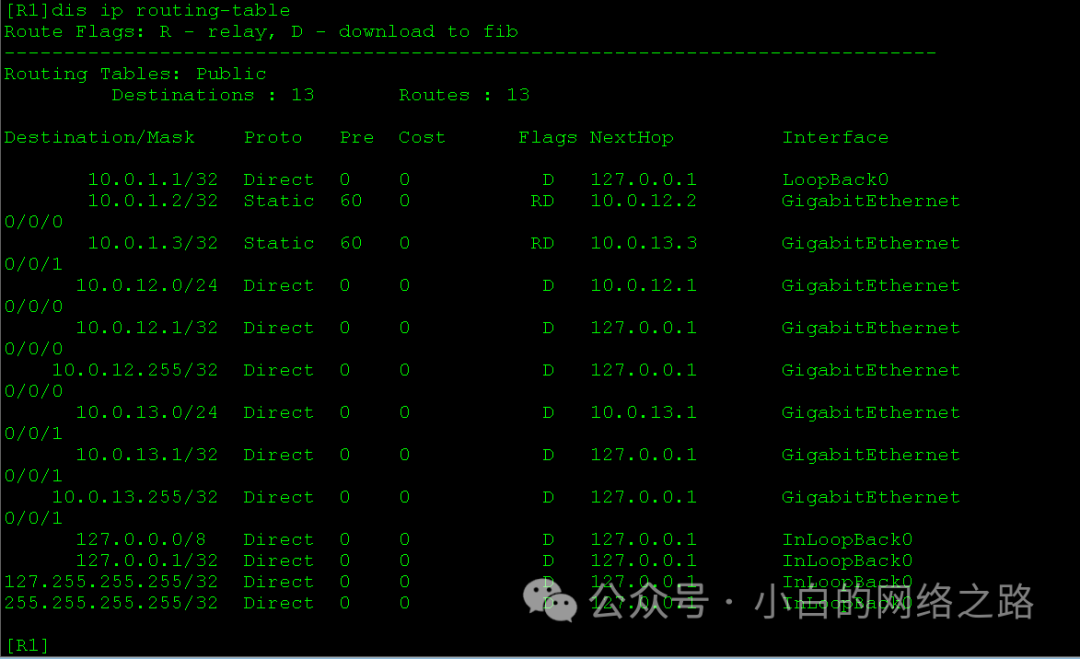 [R1]dis ip routing-table
Route Flags: R - relay, D - download to fib
------------------------------------------------------------------------------
Routing Tables: Public
         Destinations : 13       Routes : 13

Destination/Mask    Proto   Pre  Cost      Flags NextHop         Interface

       10.0.1.1/32  Direct  0    0           D   127.0.0.1       LoopBack0
       10.0.1.2/32  Static  60   0          RD   10.0.12.2       GigabitEthernet
0/0/0
       10.0.1.3/32  Static  60   0          RD   10.0.13.3       GigabitEthernet
0/0/1
      10.0.12.0/24  Direct  0    0           D   10.0.12.1       GigabitEthernet
0/0/0
      10.0.12.1/32  Direct  0    0           D   127.0.0.1       GigabitEthernet
0/0/0
    10.0.12.255/32  Direct  0    0           D   127.0.0.1       GigabitEthernet
0/0/0
      10.0.13.0/24  Direct  0    0           D   10.0.13.1       GigabitEthernet
0/0/1
      10.0.13.1/32  Direct  0    0           D   127.0.0.1       GigabitEthernet
0/0/1
    10.0.13.255/32  Direct  0    0           D   127.0.0.1       GigabitEthernet
0/0/1
      127.0.0.0/8   Direct  0    0           D   127.0.0.1       InLoopBack0
      127.0.0.1/32  Direct  0    0           D   127.0.0.1       InLoopBack0
127.255.255.255/32  Direct  0    0           D   127.0.0.1       InLoopBack0
255.255.255.255/32  Direct  0    0           D   127.0.0.1       InLoopBack0
公众号 · 小白的网络之路
[R1]